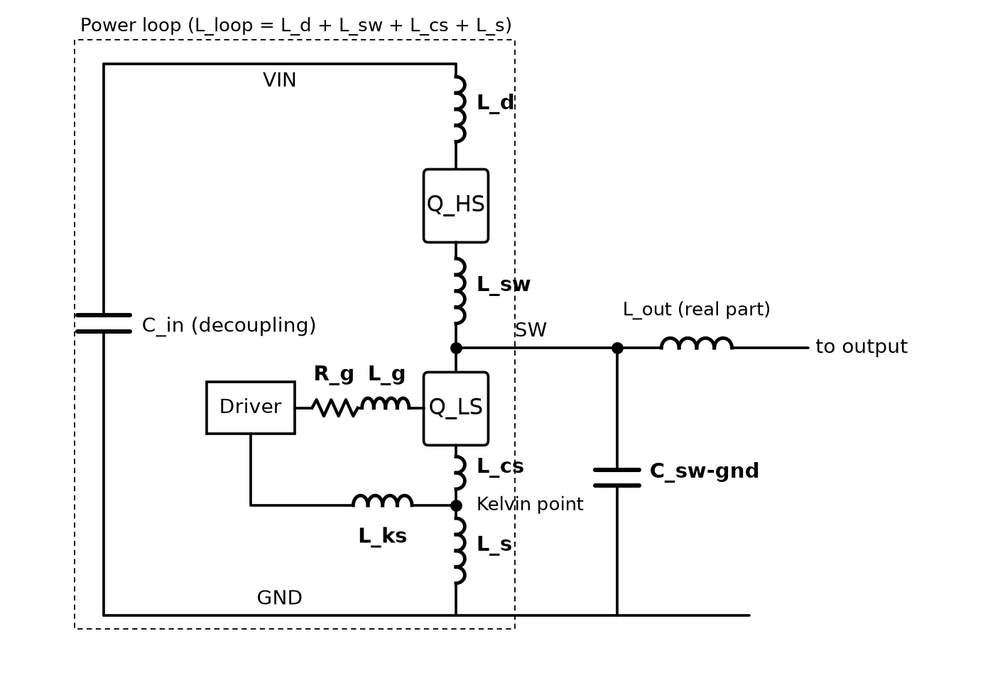 Power loop (L_loop = L_d + L_sw + L_cs + L_s)
VIN
L_d
Q_HS
L_sw
L_out (real part)
C_in (decoupling)
SW
to output
R_g L_g
Driver
Q_LS
L_cs
C_sw-gnd
Kelvin point
L_ks
L_s
GND